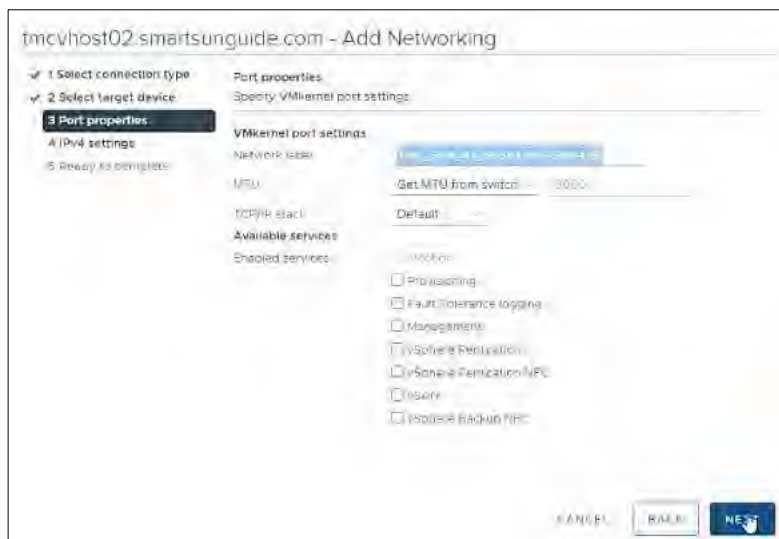 tmcvhost02.smartsunguide.com - Add Networking
✓ 1 Select connection type
✓ 2 Select target device
3 Port properties
4 IPv4 settings
5 Ready to complete
Port properties
Specify VMkernel port settings.
VMkernel port settings
Network label
MTU Get MTU from switch 9000
TCP/IP stack Default
Available services
Enabled services vMotion
Provisioning
Fault Tolerance logging
Management
vSphere Replication
vSphere Replication NFC
vSAN
vSphere Backup NFC
CANCEL BACK NEXT